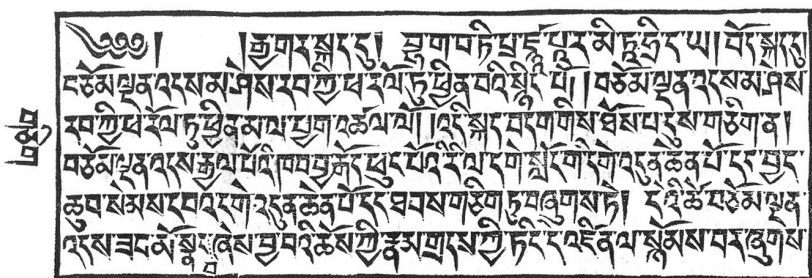 ༄༅༅། །རྒྱ་གར་སྐད་དུ། བྷ་ག་བ་ཏི་པྲཛྙཱ་པཱ་ར་མི་ཏཱ་ཧྲི་ད་ཡ། བོད་སྐད་དུ
བཅོམ་ལྡན་འདས་མ་ཤེས་རབ་ཀྱི་ཕ་རོལ་ཏུ་ཕྱིན་པའི་སྙིང་པོ། །བཅོམ་ལྡན་འདས་མ་ཤེས་
རབ་ཀྱི་ཕ་རོལ་ཏུ་ཕྱིན་མ་ལ་ཕྱག་འཚལ་ལོ། །འདི་སྐད་བདག་གིས་ཐོས་པ་དུས་གཅིག་ན།
བཅོམ་ལྡན་འདས་རྒྱལ་པོའི་ཁབ་བྱ་རྒོད་ཕུང་པོའི་རི་ལ་དགེ་སློང་གི་དགེ་འདུན་ཆེན་པོ་དང་བྱང་
ཆུབ་སེམས་དཔའི་དགེ་འདུན་ཆེན་པོ་དང་ཐབས་གཅིག་ཏུ་བཞུགས་ཏེ། དེའི་ཚེ་བཅོམ་ལྡན་
འདས་ཟབ་མོ་སྣང་བ་ཞེས་བྱ་བའི་ཆོས་ཀྱི་རྣམ་གྲངས་ཀྱི་ཏིང་ངེ་འཛིན་ལ་སྙོམས་པར་ཞུགས་